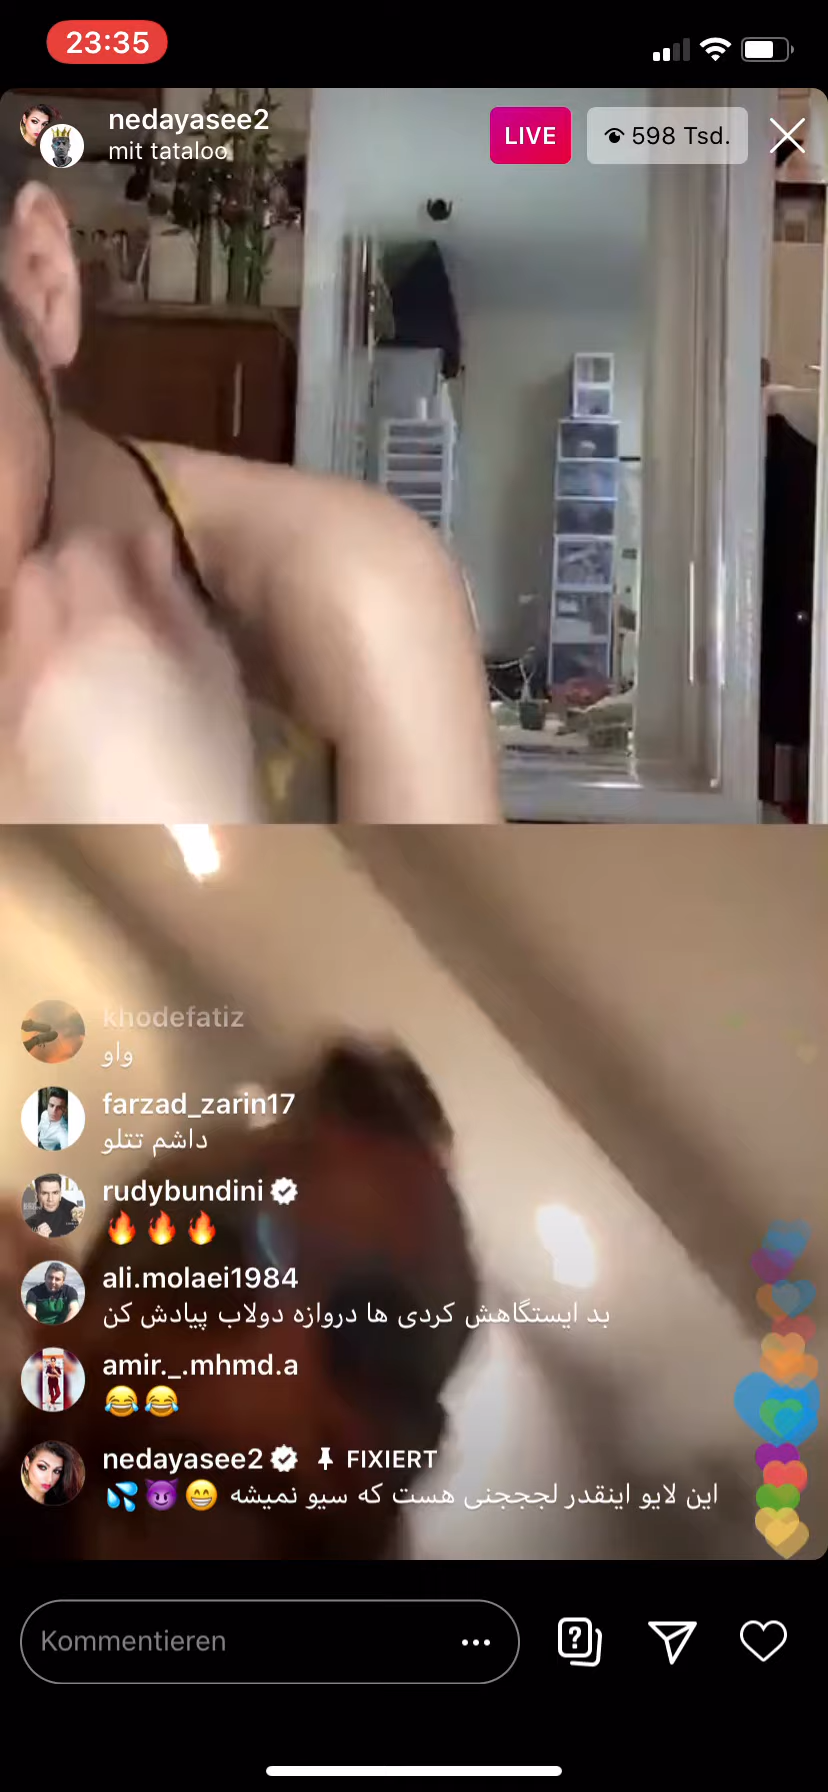 23:35
nedayasee2
mit tataloo
LIVE
598 Tsd.
khodefatiz
واو
farzad_zarin17
داشم تتلو
rudybundini
🔥🔥🔥
ali.molaei1984
بد ایستگاهش کردی ها دروازه دولاب پیادش کن
amir._.mhmd.a
😂😂
nedayasee2 FIXIERT
این لایو اینقدر لجججنی هست که سیو نمیشه 😁😈💦
Kommentieren